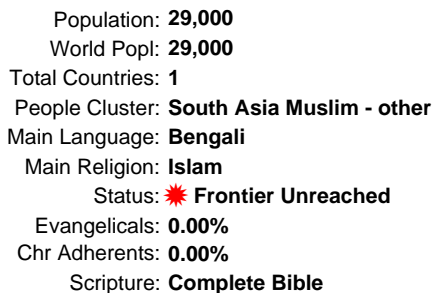 Population: 29,000
World Popl: 29,000
Total Countries: 1
People Cluster: South Asia Muslim - other
Main Language: Bengali
Main Religion: Islam
Status: Frontier Unreached
Evangelicals: 0.00%
Chr Adherents: 0.00%
Scripture: Complete Bible